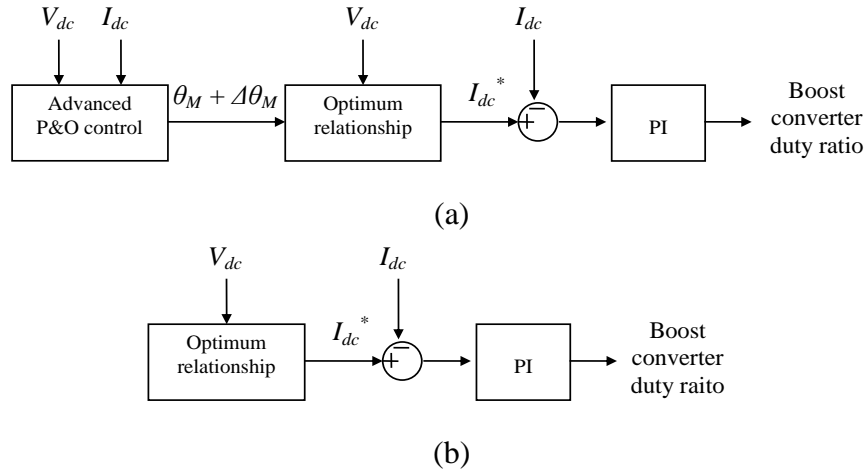 V_dc I_dc V_dc I_dc
Advanced P&O control
θ_M + Δθ_M
Optimum relationship
I_dc^*
+
−
PI
Boost converter duty ratio
(a)
V_dc I_dc
Optimum relationship
I_dc^*
+
−
PI
Boost converter duty raito
(b)